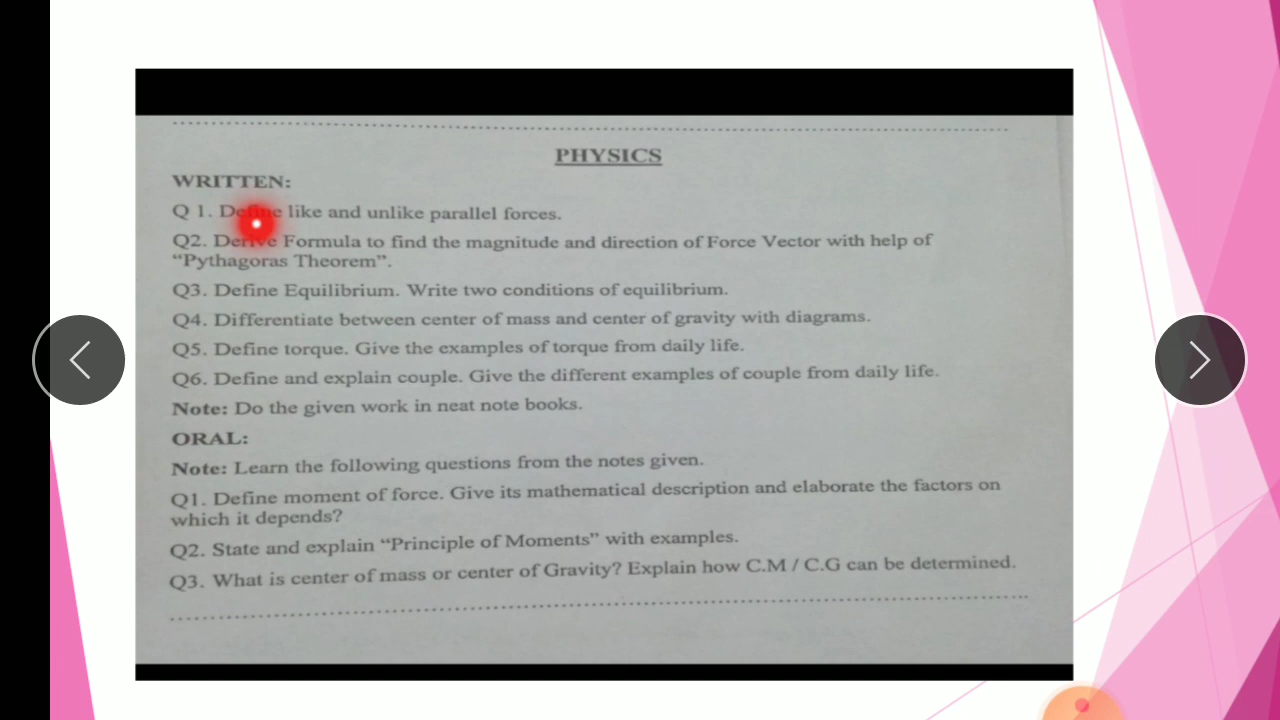 PHYSICS
WRITTEN:
Q 1. Define like and unlike parallel forces.
Q2. Derive Formula to find the magnitude and direction of Force Vector with help of
“Pythagoras Theorem”.
Q3. Define Equilibrium. Write two conditions of equilibrium.
Q4. Differentiate between center of mass and center of gravity with diagrams.
Q5. Define torque. Give the examples of torque from daily life.
Q6. Define and explain couple. Give the different examples of couple from daily life.
Note: Do the given work in neat note books.
ORAL:
Note: Learn the following questions from the notes given.
Q1. Define moment of force. Give its mathematical description and elaborate the factors on
which it depends?
Q2. State and explain “Principle of Moments” with examples.
Q3. What is center of mass or center of Gravity? Explain how C.M / C.G can be determined.